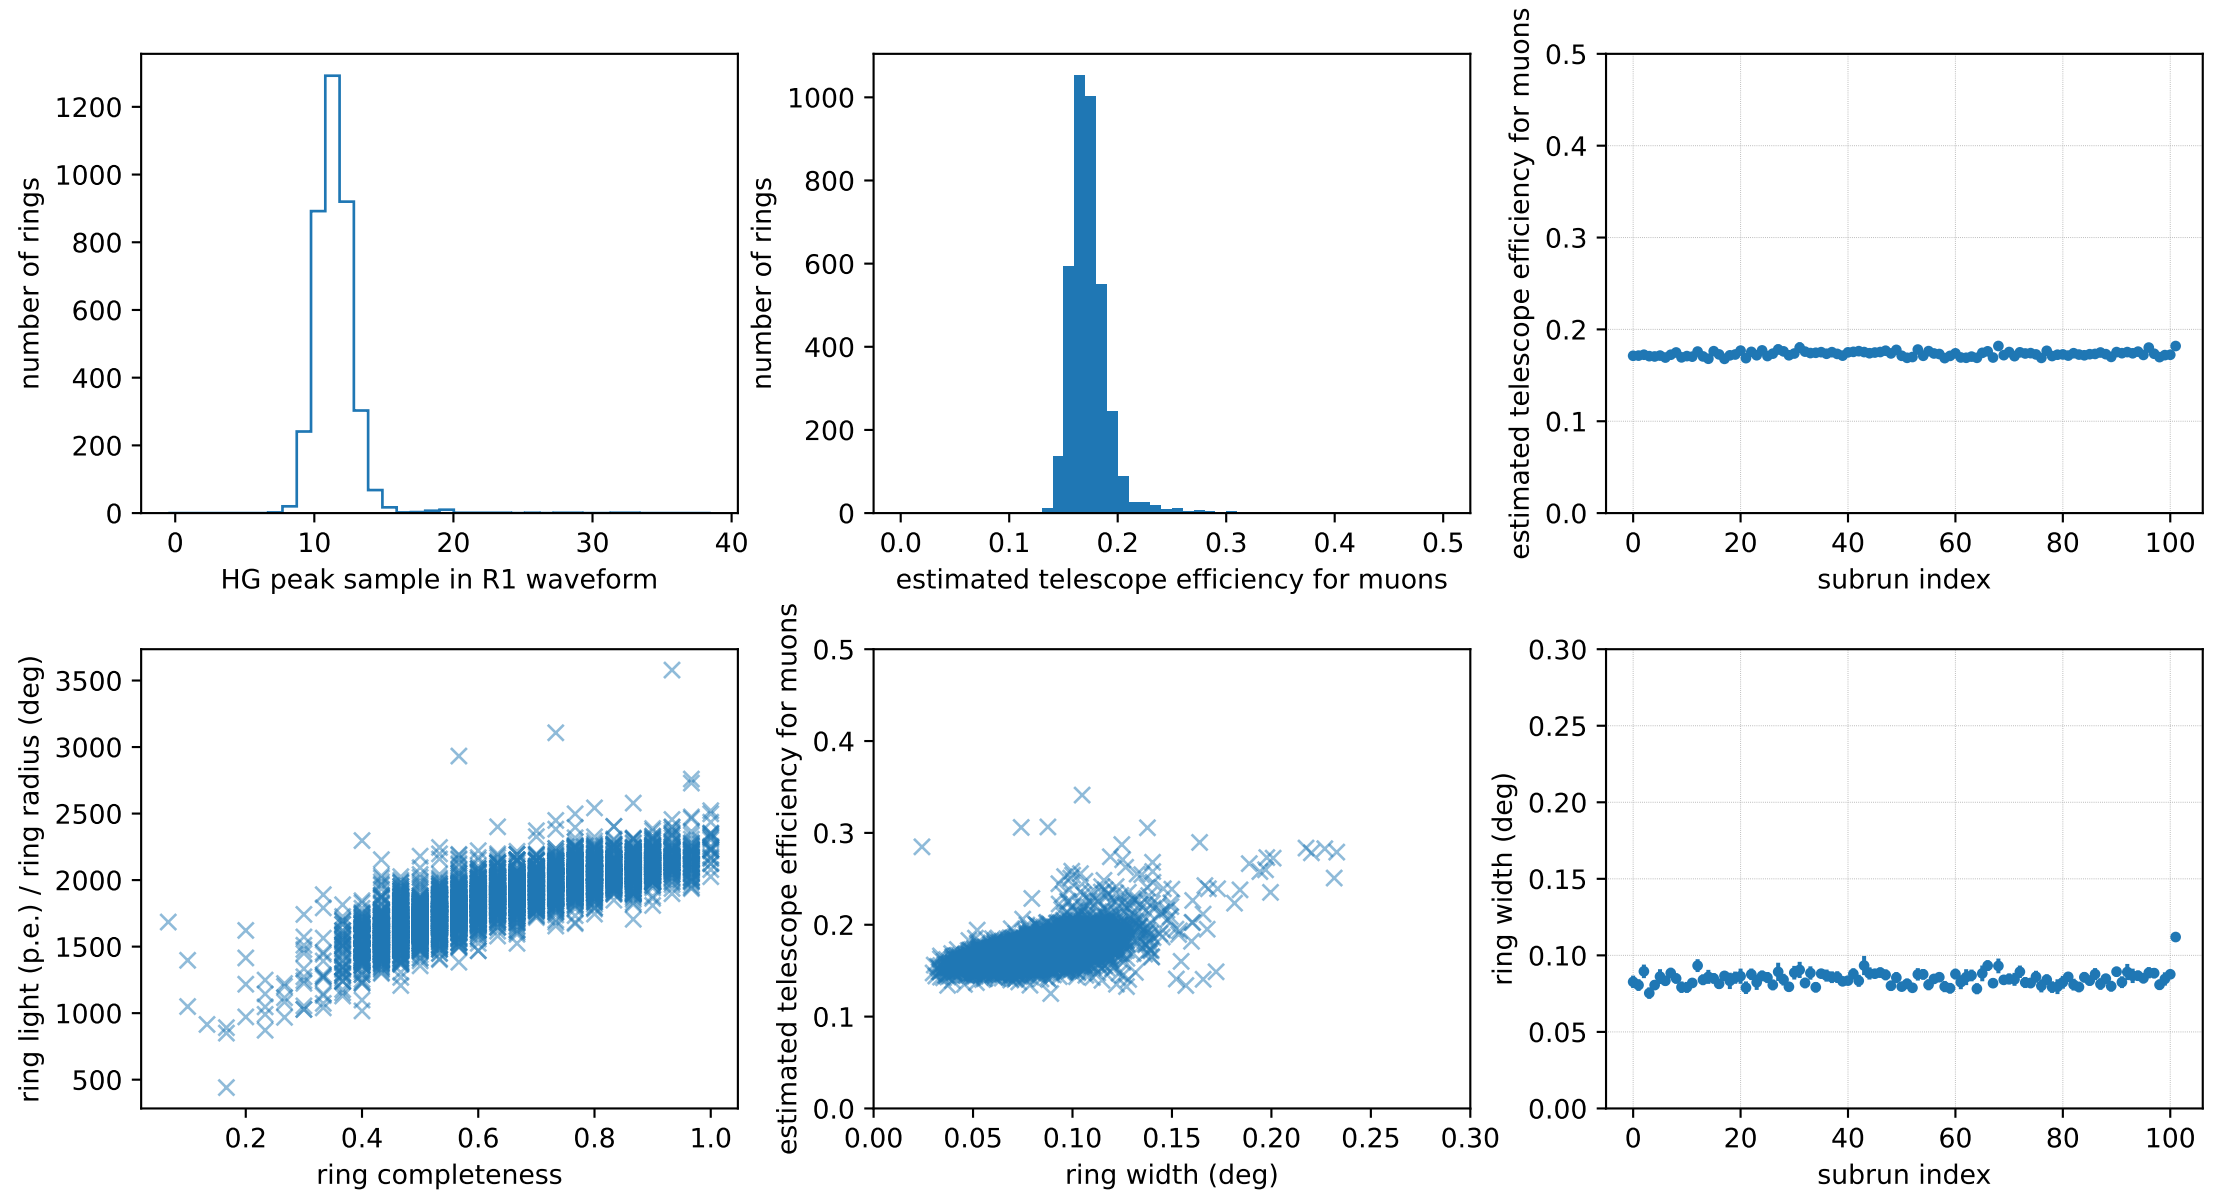 number of rings
1200
1000
800
600
400
200
0
0 10 20 30 40
HG peak sample in R1 waveform
number of rings
1000
800
600
400
200
0
0.0 0.1 0.2 0.3 0.4 0.5
estimated telescope efficiency for muons
estimated telescope efficiency for muons
0.5
0.4
0.3
0.2
0.1
0.0
0 20 40 60 80 100
subrun index
ring light (p.e.) / ring radius (deg)
3500
3000
2500
2000
1500
1000
500
0.2 0.4 0.6 0.8 1.0
ring completeness
estimated telescope efficiency for muons
0.5
0.4
0.3
0.2
0.1
0.0
0.00 0.05 0.10 0.15 0.20 0.25 0.30
ring width (deg)
ring width (deg)
0.30
0.25
0.20
0.15
0.10
0.05
0.00
0 20 40 60 80 100
subrun index